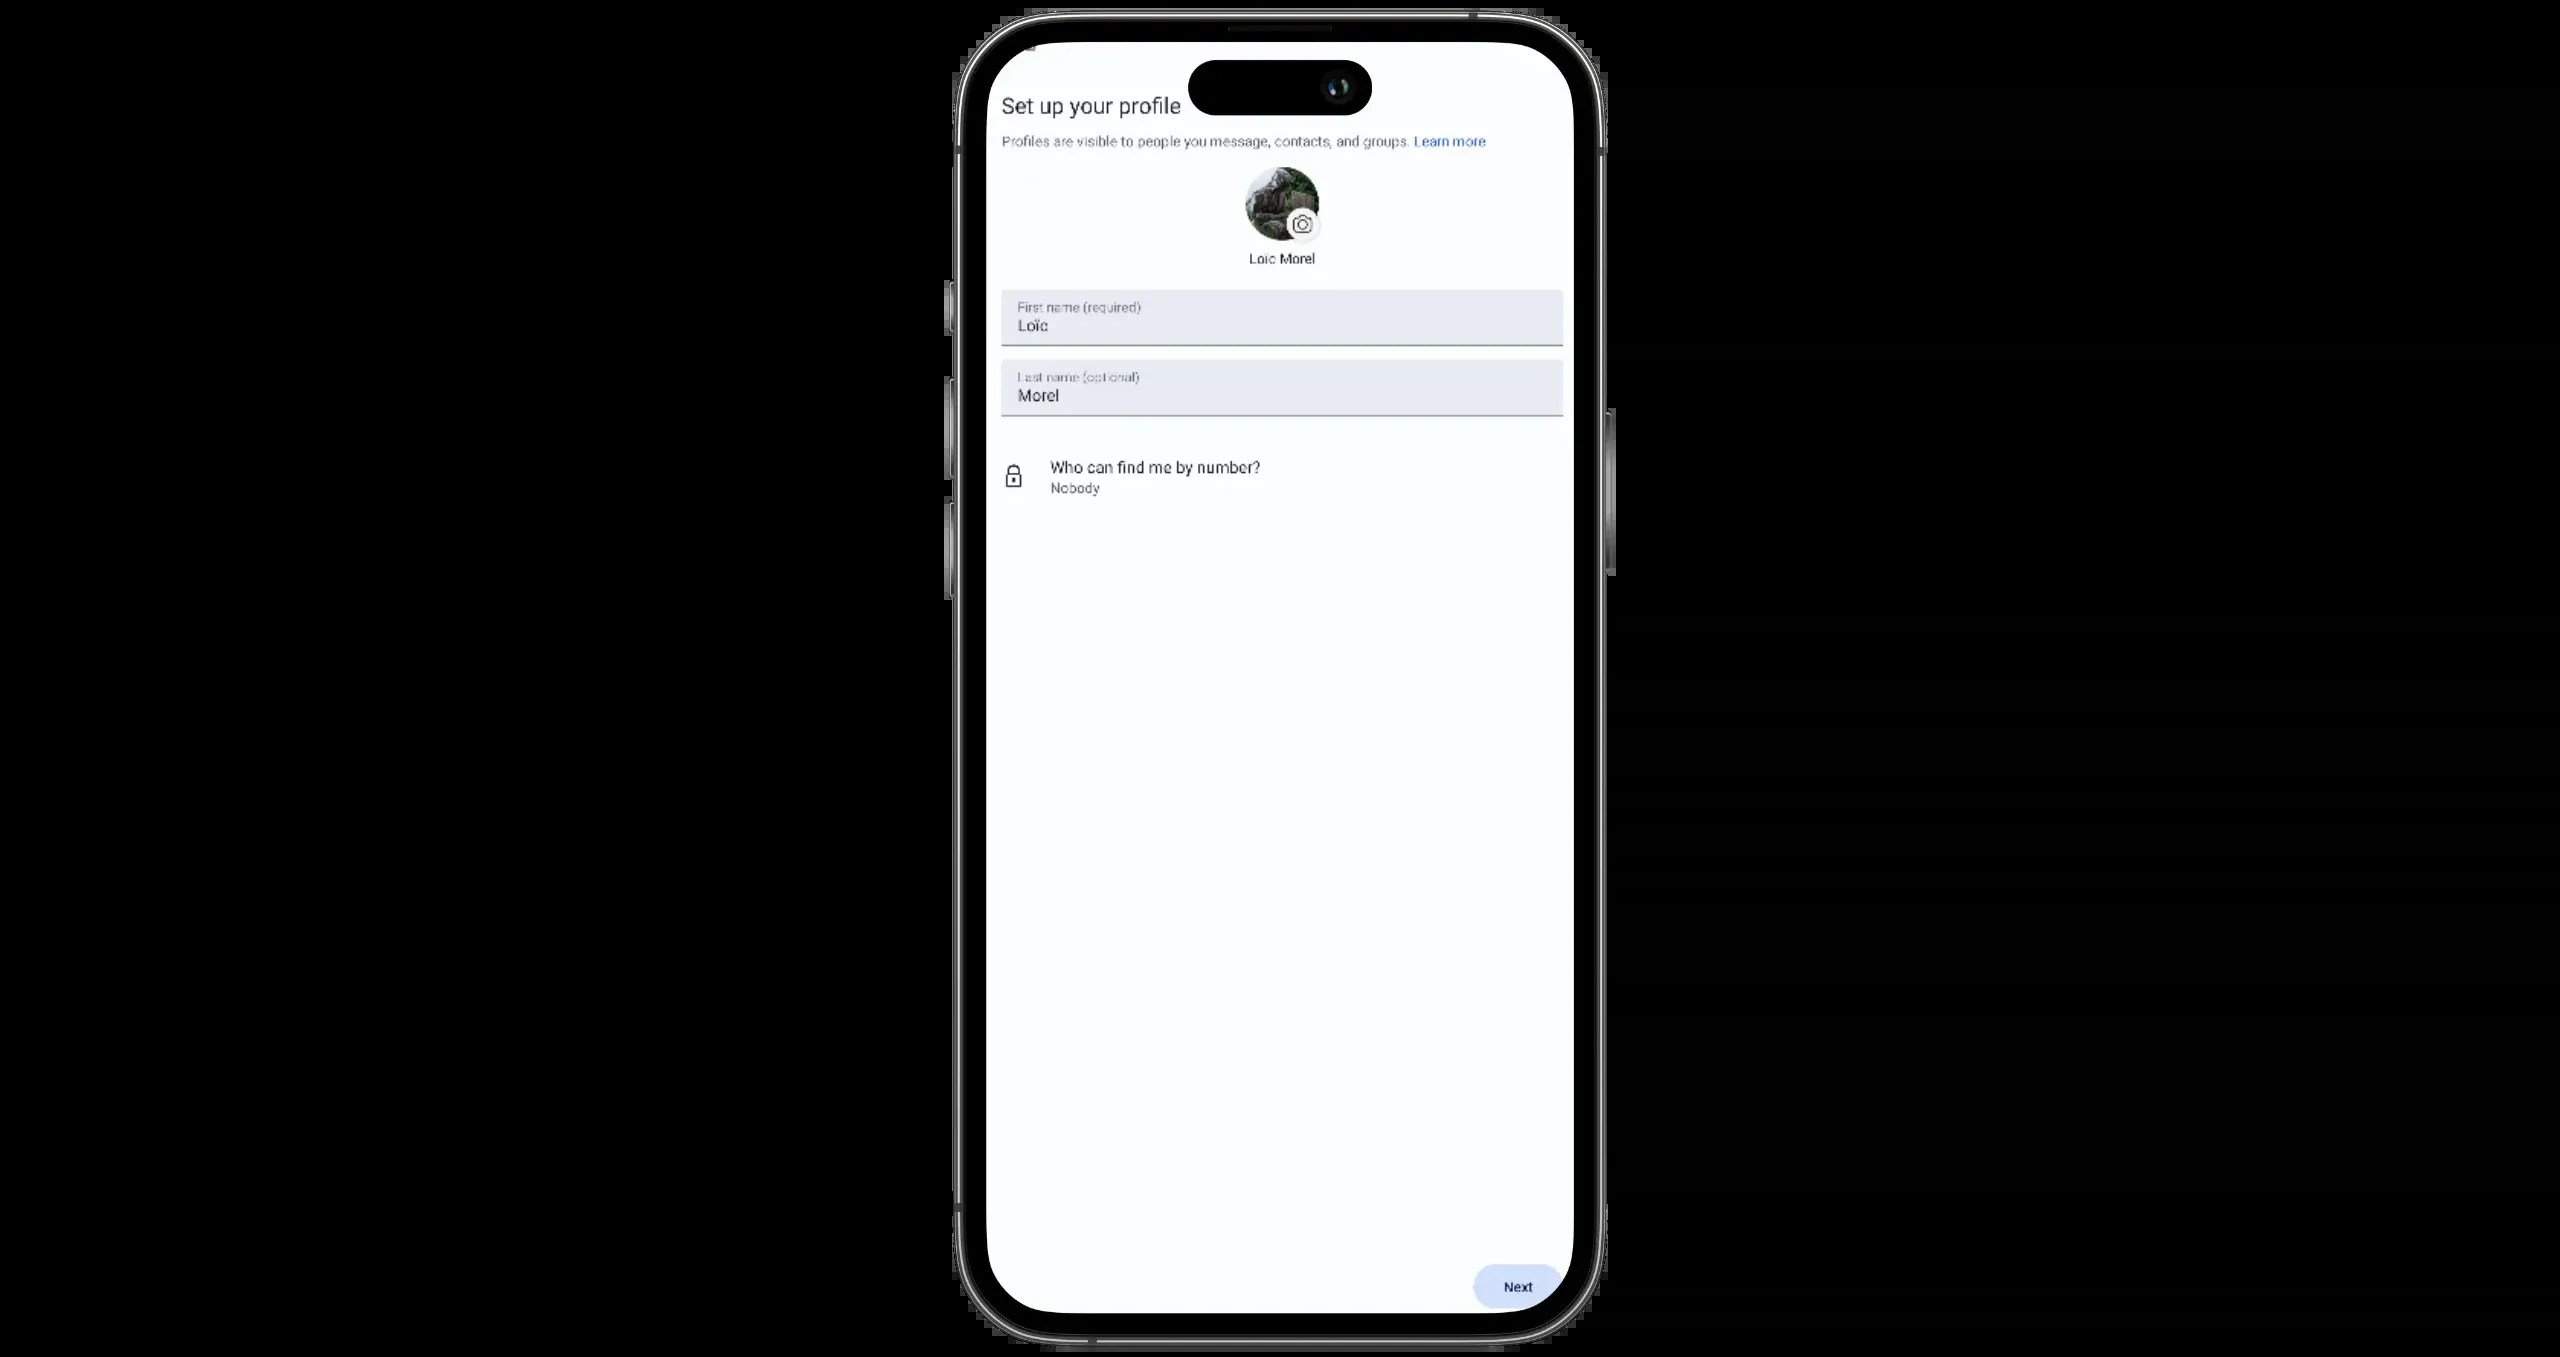 Set up your profile
Profiles are visible to people you message, contacts, and groups. Learn more
Loïc Morel
First name (required)
Loïc
Last name (optional)
Morel
Who can find me by number?
Nobody
Next